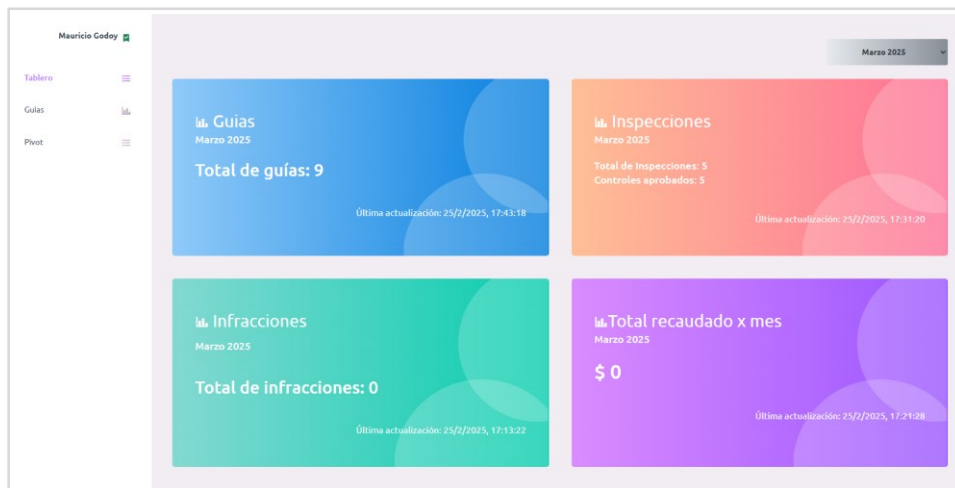 Mauricio Godoy
Marzo 2025
Tablero
Guias
Pivot
Guias
Marzo 2025
Total de guías: 9
Última actualización: 25/2/2025, 17:43:18
Inspecciones
Marzo 2025
Total de Inspecciones: 5
Controles aprobados: 5
Última actualización: 25/2/2025, 17:31:20
Infracciones
Marzo 2025
Total de infracciones: 0
Última actualización: 25/2/2025, 17:13:22
Total recaudado x mes
Marzo 2025
$ 0
Última actualización: 25/2/2025, 17:21:28